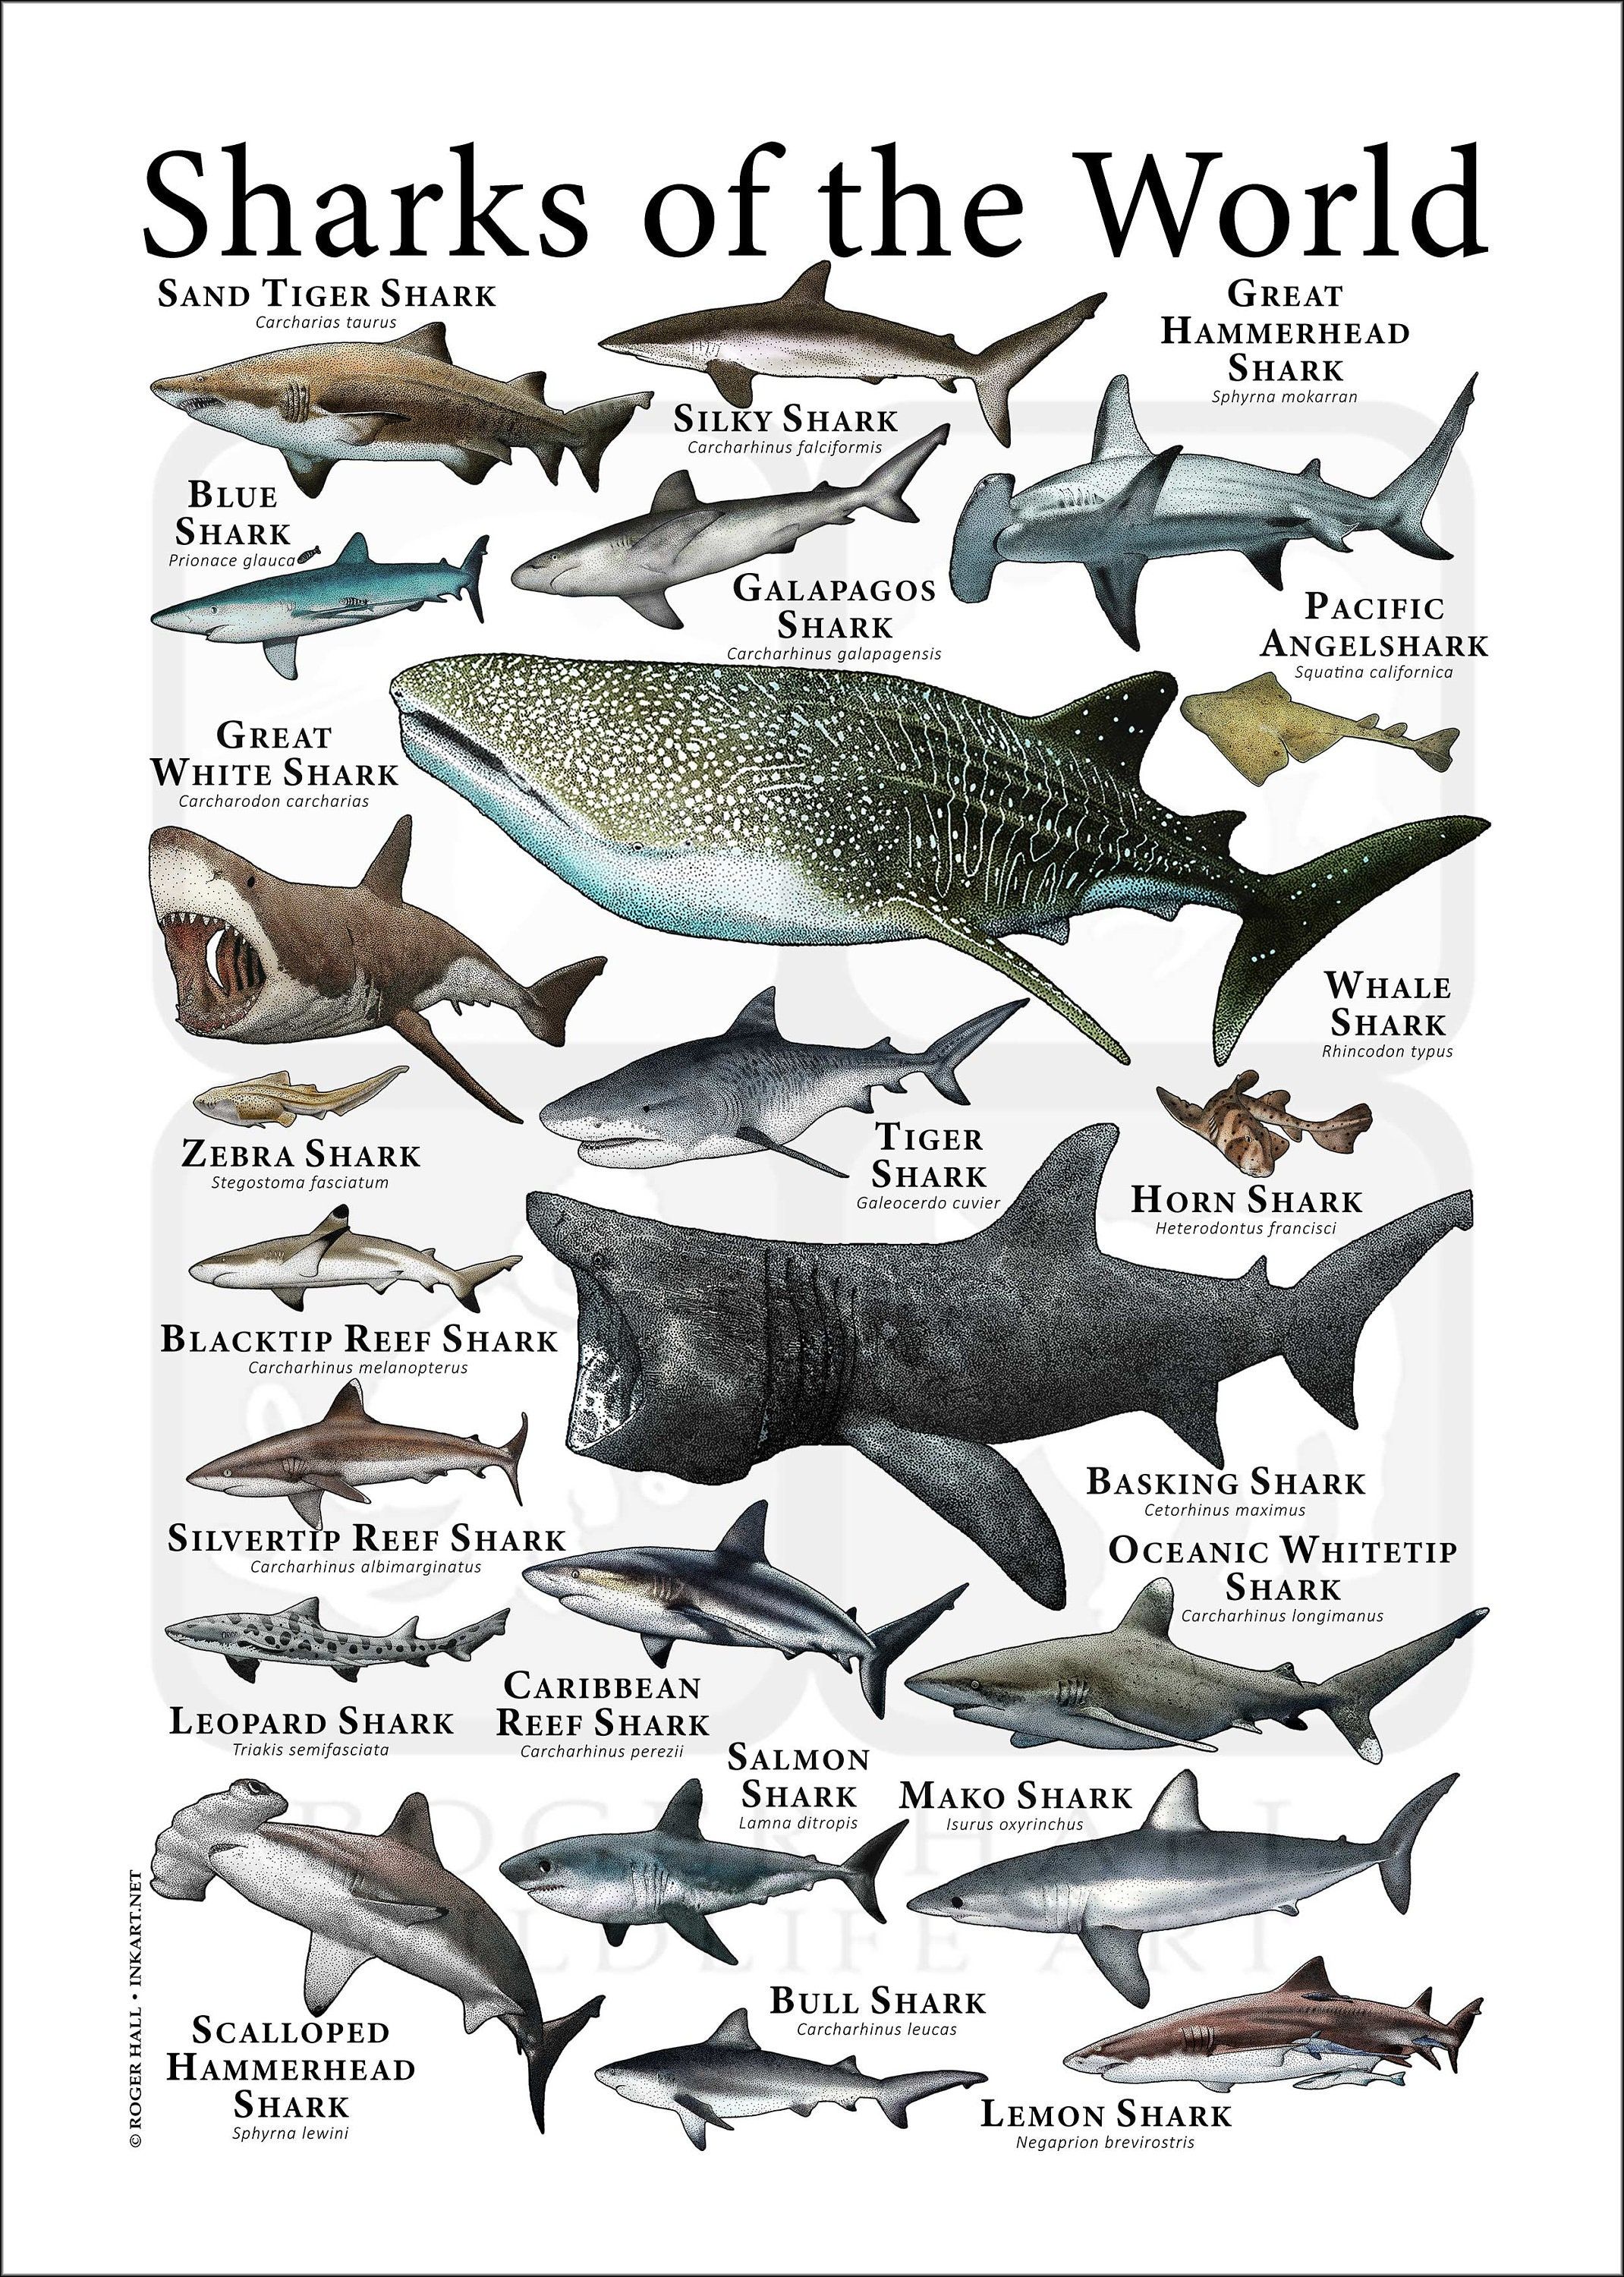 Sharks of the World
SAND TIGER SHARK
Carcharias taurus
GREAT
HAMMERHEAD
SHARK
Sphyrna mokarran
SILKY SHARK
Carcharhinus falciformis
BLUE
SHARK
Prionace glauca
GALAPAGOS
SHARK
Carcharhinus galapagensis
PACIFIC
ANGELSHARK
Squatina californica
GREAT
WHITE SHARK
Carcharodon carcharias
WHALE
SHARK
Rhincodon typus
ZEBRA SHARK
Stegostoma fasciatum
TIGER
SHARK
Galeocerdo cuvier
HORN SHARK
Heterodontus francisci
BLACKTIP REEF SHARK
Carcharhinus melanopterus
BASKING SHARK
Cetorhinus maximus
SILVERTIP REEF SHARK
Carcharhinus albimarginatus
OCEANIC WHITETIP
SHARK
Carcharhinus longimanus
LEOPARD SHARK
Triakis semifasciata
CARIBBEAN
REEF SHARK
Carcharhinus perezii
SALMON
SHARK
Lamna ditropis
MAKO SHARK
Isurus oxyrinchus
ROGER HALL
WILDLIFE ART
SCALLOPED
HAMMERHEAD
SHARK
Sphyrna lewini
BULL SHARK
Carcharhinus leucas
LEMON SHARK
Negaprion brevirostris
© ROGER HALL • INKART.NET